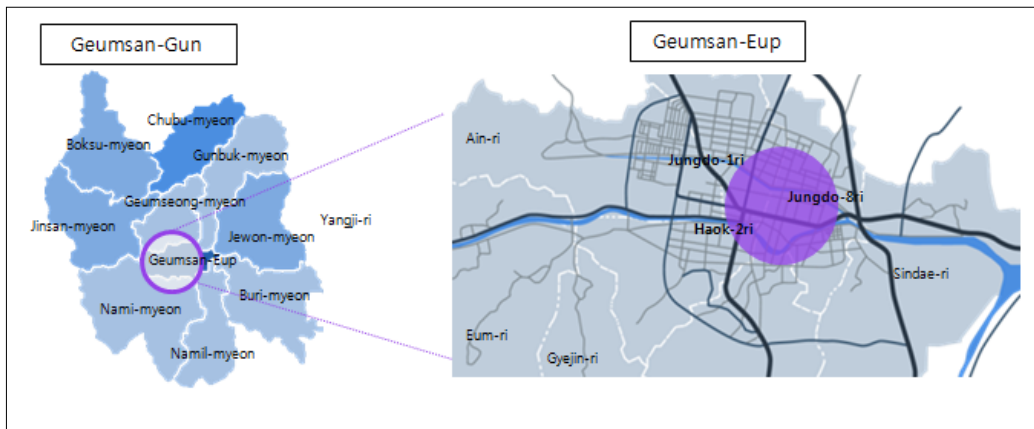 Geumsan-Gun
Geumsan-Eup
Chubu-myeon
Boksu-myeon
Gunbuk-myeon
Geumseong-myeon
Jinsan-myeon
Yangji-ri
Jewon-myeon
Geumsan-Eup
Buri-myeon
Nami-myeon
Namil-myeon
Ain-ri
Jungdo-1ri
Jungdo-8ri
Haok-2ri
Sindae-ri
Eum-ri
Gyejin-ri